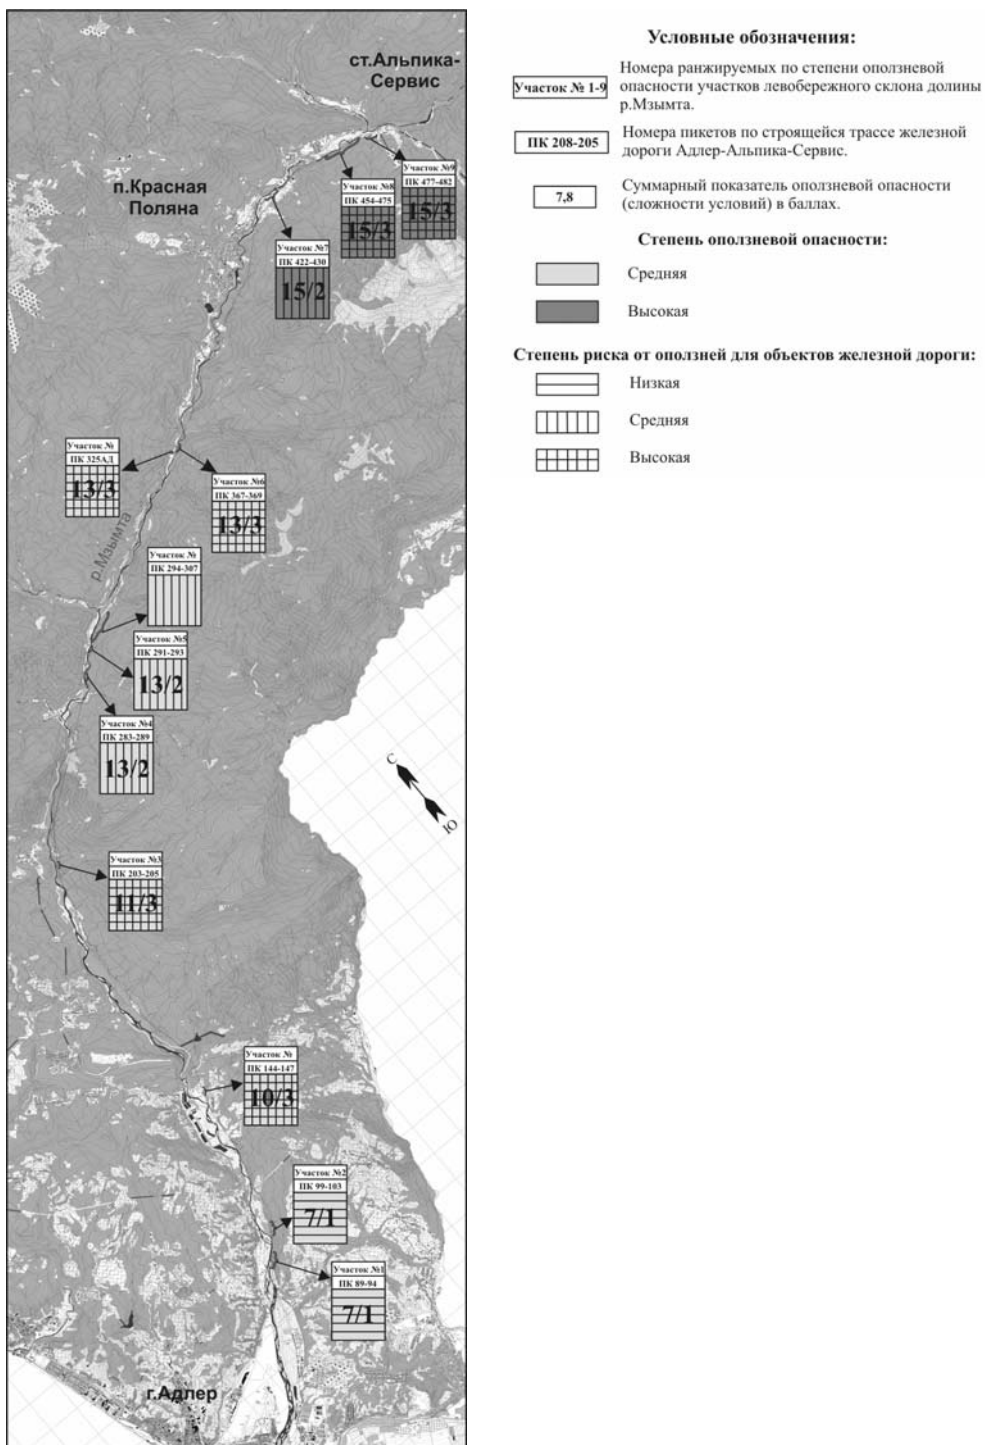 ст.Альпика-
Сервис
п.Красная
Поляна
Участок №9
ПК 477-482
15/3
Участок №8
ПК 454-475
15/3
Участок №7
ПК 422-430
15/2
Участок №
ПК 325АД
13/3
Участок №6
ПК 367-369
13/3
р.Мзымта
Участок №
ПК 294-307
Участок №5
ПК 291-293
13/2
Участок №4
ПК 283-289
13/2
С
Ю
Участок №3
ПК 203-205
11/3
Участок №
ПК 144-147
10/3
Участок №2
ПК 99-103
7/1
Участок №1
ПК 89-94
7/1
г.Адлер
Условные обозначения:
Участок № 1-9
Номера ранжируемых по степени оползневой
опасности участков левобережного склона долины
р.Мзымта.
ПК 208-205
Номера пикетов по строящейся трассе железной
дороги Адлер-Альпика-Сервис.
7,8
Суммарный показатель оползневой опасности
(сложности условий) в баллах.
Степень оползневой опасности:
Средняя
Высокая
Степень риска от оползней для объектов железной дороги:
Низкая
Средняя
Высокая